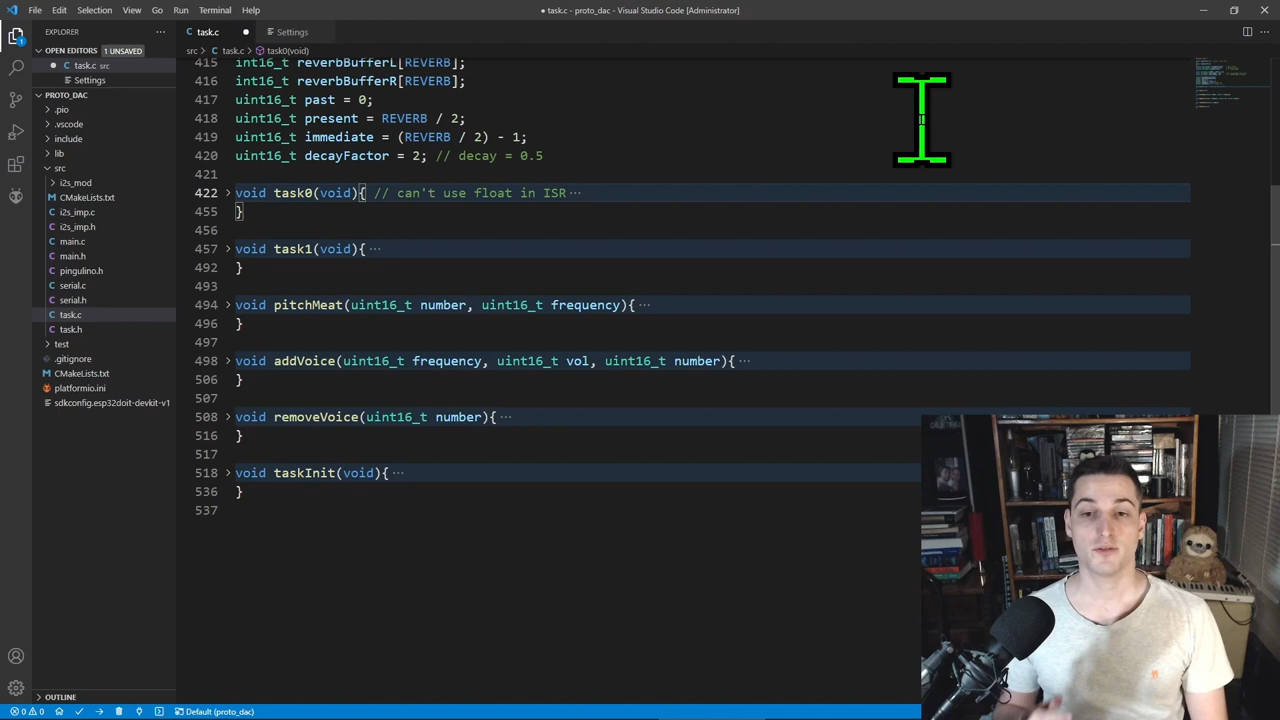 File Edit Selection View Go Run Terminal Help
● task.c - proto_dac - Visual Studio Code [Administrator]
EXPLORER
OPEN EDITORS 1 UNSAVED
task.c src
Settings
PROTO_DAC
.pio
.vscode
include
lib
src
i2s_mod
CMakeLists.txt
i2s_imp.c
i2s_imp.h
main.c
main.h
pingulino.h
serial.c
serial.h
task.c
task.h
test
.gitignore
CMakeLists.txt
platformio.ini
sdkconfig.esp32doit-devkit-v1
OUTLINE
task.c
Settings
src > task.c > task0(void)
415 int16_t reverbBufferL[REVERB];
416 int16_t reverbBufferR[REVERB];
417 uint16_t past = 0;
418 uint16_t present = REVERB / 2;
419 uint16_t immediate = (REVERB / 2) - 1;
420 uint16_t decayFactor = 2; // decay = 0.5
421
422 void task0(void){ // can't use float in ISR ···
455 }
456
457 void task1(void){ ···
492 }
493
494 void pitchMeat(uint16_t number, uint16_t frequency){ ···
496 }
497
498 void addVoice(uint16_t frequency, uint16_t vol, uint16_t number){ ···
506 }
507
508 void removeVoice(uint16_t number){ ···
516 }
517
518 void taskInit(void){ ···
536 }
537
0 0 Default (proto_dac)